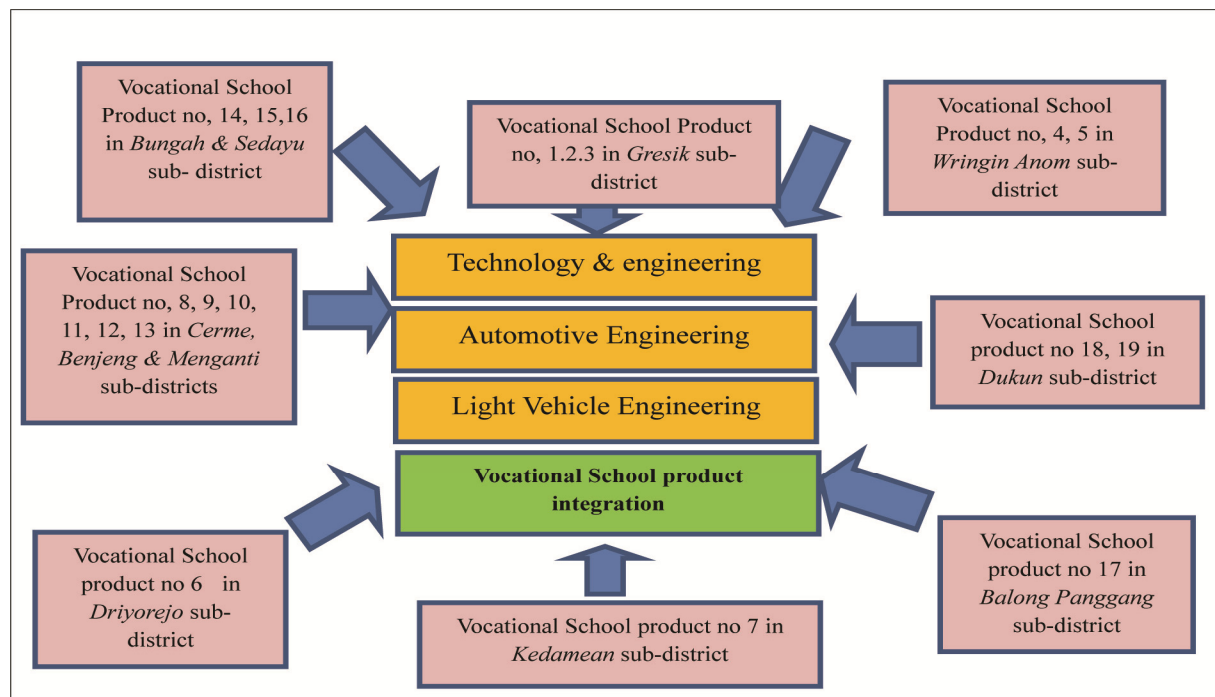 Vocational School
Product no, 14, 15,16
in Bungah & Sedayu
sub- district
Vocational School Product
no, 1.2.3 in Gresik sub-
district
Vocational School
Product no, 4, 5 in
Wringin Anom sub-
district
Technology & engineering
Vocational School
Product no, 8, 9, 10,
11, 12, 13 in Cerme,
Benjeng & Menganti
sub-districts
Automotive Engineering
Vocational School
product no 18, 19 in
Dukun sub-district
Light Vehicle Engineering
Vocational School product
integration
Vocational School
product no 6 in
Driyorejo sub-
district
Vocational School product no 7 in
Kedamean sub-district
Vocational School
product no 17 in
Balong Panggang
sub-district